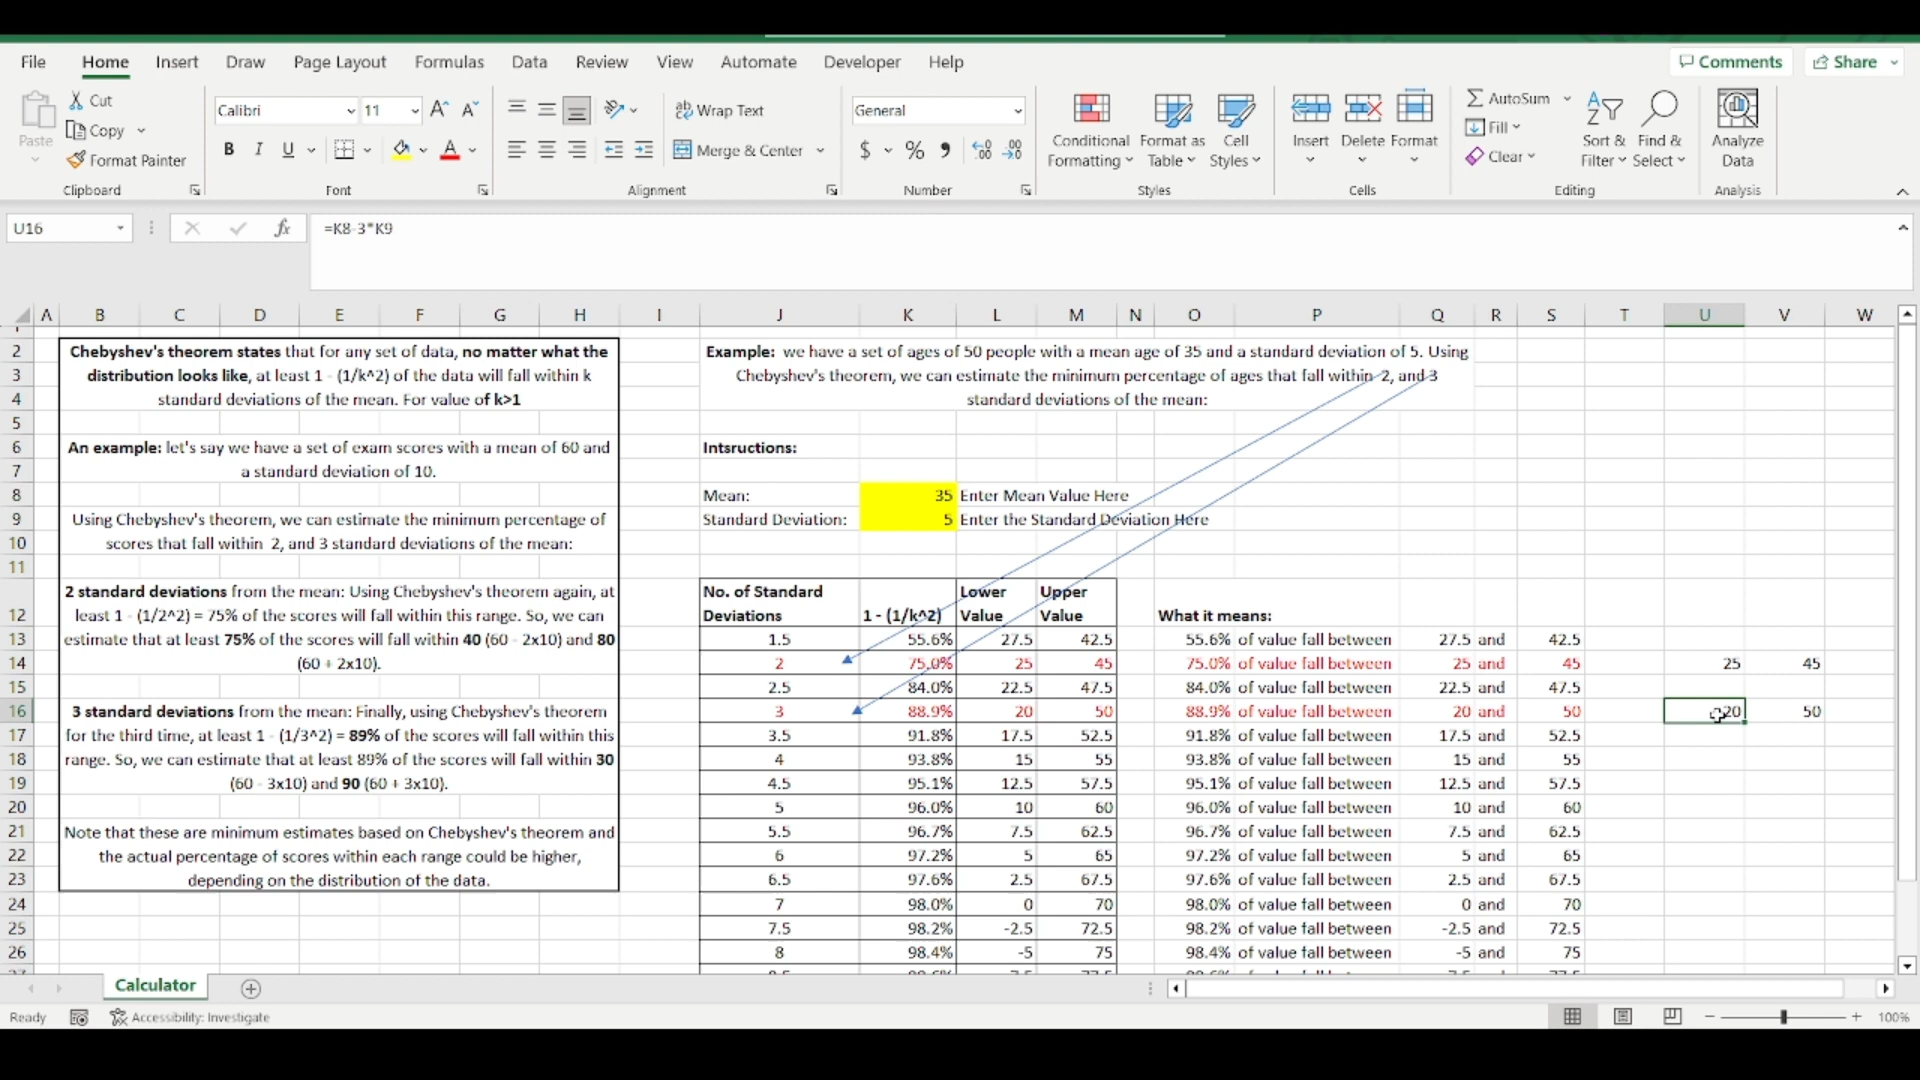 File Home Insert Draw Page Layout Formulas Data Review View Automate Developer Help Comments Share
Cut
Copy
Format Painter
Paste
Clipboard
Calibri 11 A^ A
B I U A
Font
ab Wrap Text
Merge & Center
Alignment
General
$ % 9
Number
Conditional Formatting
Format as Table
Cell Styles
Styles
Insert Delete Format
Cells
AutoSum
Fill
Clear
Sort & Filter
Find & Select
Editing
Analyze Data
Analysis
U16 fx =K8-3*K9
A B C D E F G H I J K L M N O P Q R S T U V W
2 3 4 5 6 7 8 9 10 11 12 13 14 15 16 17 18 19 20 21 22 23 24 25 26
Chebyshev's theorem states that for any set of data, no matter what the
distribution looks like, at least 1 - (1/k^2) of the data will fall within k
standard deviations of the mean. For value of k>1
An example: let's say we have a set of exam scores with a mean of 60 and
a standard deviation of 10.
Using Chebyshev's theorem, we can estimate the minimum percentage of
scores that fall within 2, and 3 standard deviations of the mean:
2 standard deviations from the mean: Using Chebyshev's theorem again, at
least 1 - (1/2^2) = 75% of the scores will fall within this range. So, we can
estimate that at least 75% of the scores will fall within 40 (60 - 2x10) and 80
(60 + 2x10).
3 standard deviations from the mean: Finally, using Chebyshev's theorem
for the third time, at least 1 - (1/3^2) = 89% of the scores will fall within this
range. So, we can estimate that at least 89% of the scores will fall within 30
(60 - 3x10) and 90 (60 + 3x10).
Note that these are minimum estimates based on Chebyshev's theorem and
the actual percentage of scores within each range could be higher,
depending on the distribution of the data.
Example: we have a set of ages of 50 people with a mean age of 35 and a standard deviation of 5. Using
Chebyshev's theorem, we can estimate the minimum percentage of ages that fall within 2, and 3
standard deviations of the mean:
Intsructions:
Mean: 35 Enter Mean Value Here
Standard Deviation: 5 Enter the Standard Deviation Here
No. of Standard Deviations 1 - (1/k^2) Lower Value Upper Value What it means:
1.5 55.6% 27.5 42.5 55.6% of value fall between 27.5 and 42.5
2 75.0% 25 45 75.0% of value fall between 25 and 45 25 45
2.5 84.0% 22.5 47.5 84.0% of value fall between 22.5 and 47.5
3 88.9% 20 50 88.9% of value fall between 20 and 50 20 50
3.5 91.8% 17.5 52.5 91.8% of value fall between 17.5 and 52.5
4 93.8% 15 55 93.8% of value fall between 15 and 55
4.5 95.1% 12.5 57.5 95.1% of value fall between 12.5 and 57.5
5 96.0% 10 60 96.0% of value fall between 10 and 60
5.5 96.7% 7.5 62.5 96.7% of value fall between 7.5 and 62.5
6 97.2% 5 65 97.2% of value fall between 5 and 65
6.5 97.6% 2.5 67.5 97.6% of value fall between 2.5 and 67.5
7 98.0% 0 70 98.0% of value fall between 0 and 70
7.5 98.2% -2.5 72.5 98.2% of value fall between -2.5 and 72.5
8 98.4% -5 75 98.4% of value fall between -5 and 75
Calculator
Ready Accessibility: Investigate 100%